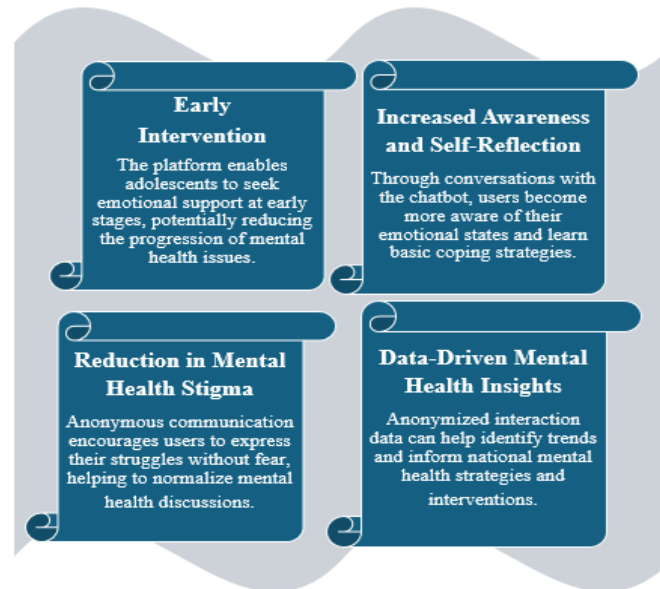 Early
Intervention
The platform enables
adolescents to seek
emotional support at early
stages, potentially reducing
the progression of mental
health issues.
Increased Awareness
and Self-Reflection
Through conversations with
the chatbot, users become
more aware of their
emotional states and learn
basic coping strategies.
Reduction in Mental
Health Stigma
Anonymous communication
encourages users to express
their struggles without fear,
helping to normalize mental
health discussions.
Data-Driven Mental
Health Insights
Anonymized interaction
data can help identify trends
and inform national mental
health strategies and
interventions.